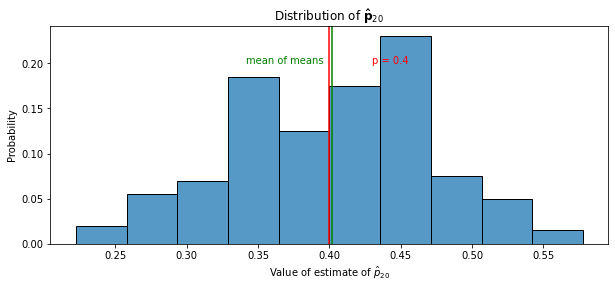 Distribution of p̂₂₀
Probability
0.20
0.15
0.10
0.05
0.00
mean of means
p = 0.4
0.25 0.30 0.35 0.40 0.45 0.50 0.55
Value of estimate of p̂₂₀